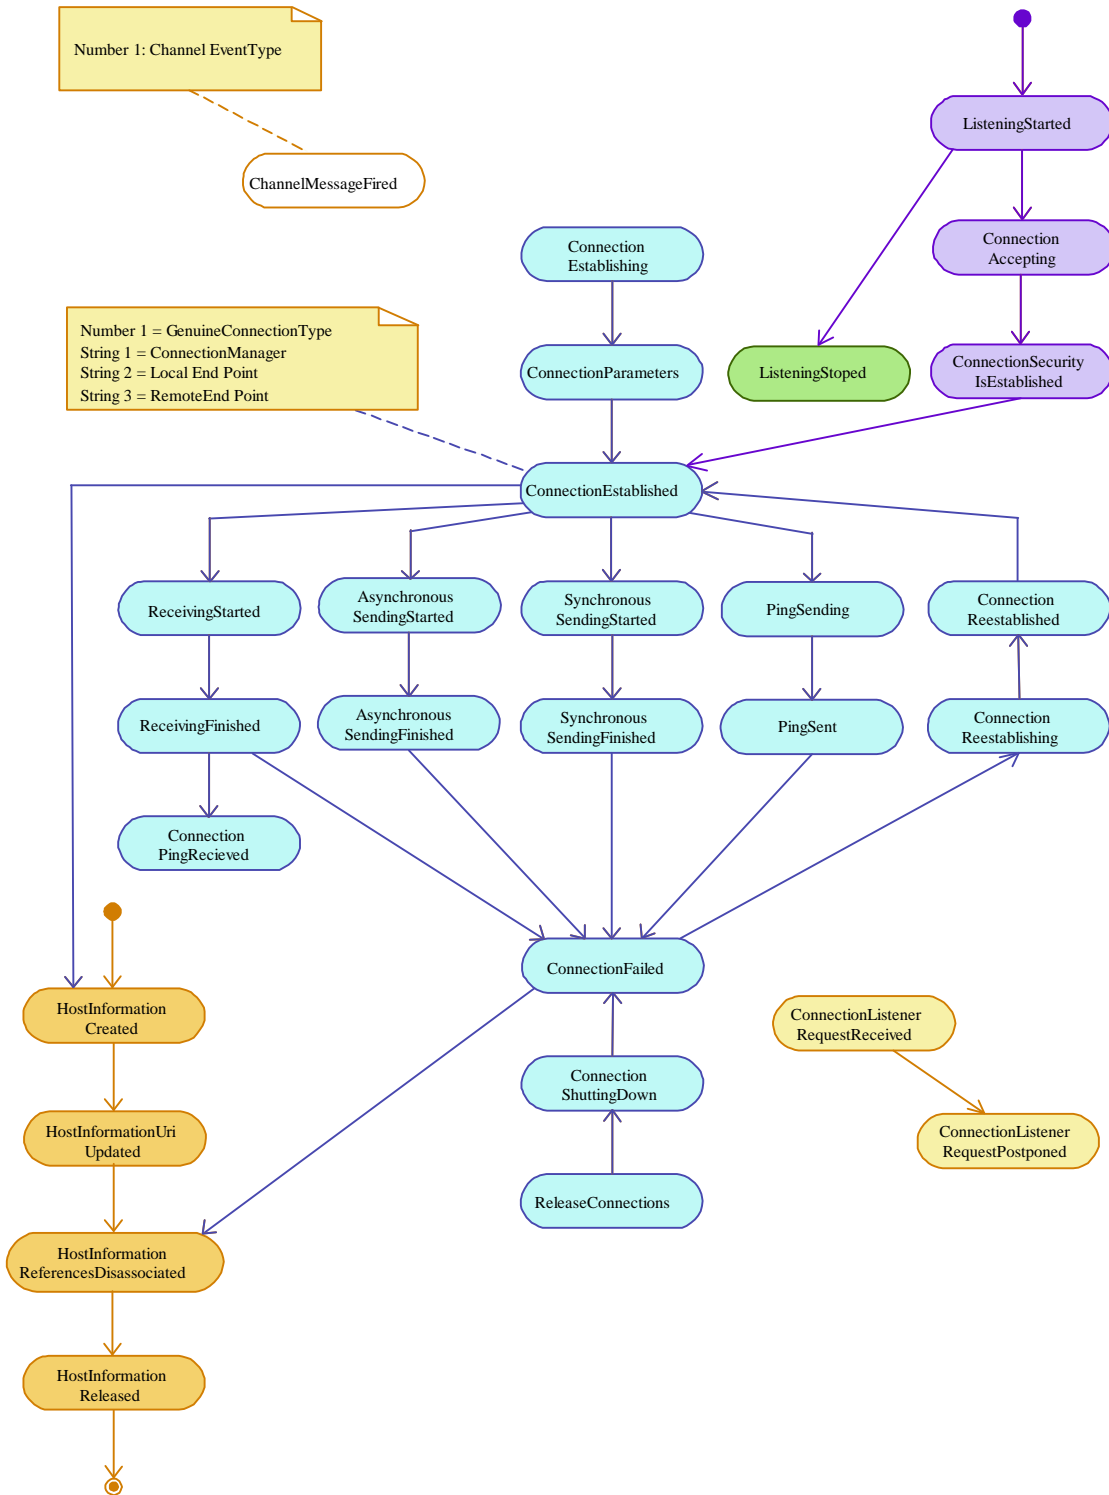 Number 1: Channel EventType
ChannelMessageFired
ListeningStarted
Connection
Accepting
Connection
Establishing
Number 1 = GenuineConnectionType
String 1 = ConnectionManager
String 2 = Local End Point
String 3 = RemoteEnd Point
ConnectionParameters
ListeningStoped
ConnectionSecurity
IsEstablished
ConnectionEstablished
ReceivingStarted
Asynchronous
SendingStarted
Synchronous
SendingStarted
PingSending
Connection
Reestablished
ReceivingFinished
Asynchronous
SendingFinished
Synchronous
SendingFinished
PingSent
Connection
Reestablishing
Connection
PingRecieved
ConnectionFailed
HostInformation
Created
ConnectionListener
RequestReceived
Connection
ShuttingDown
HostInformationUri
Updated
ConnectionListener
RequestPostponed
ReleaseConnections
HostInformation
ReferencesDisassociated
HostInformation
Released